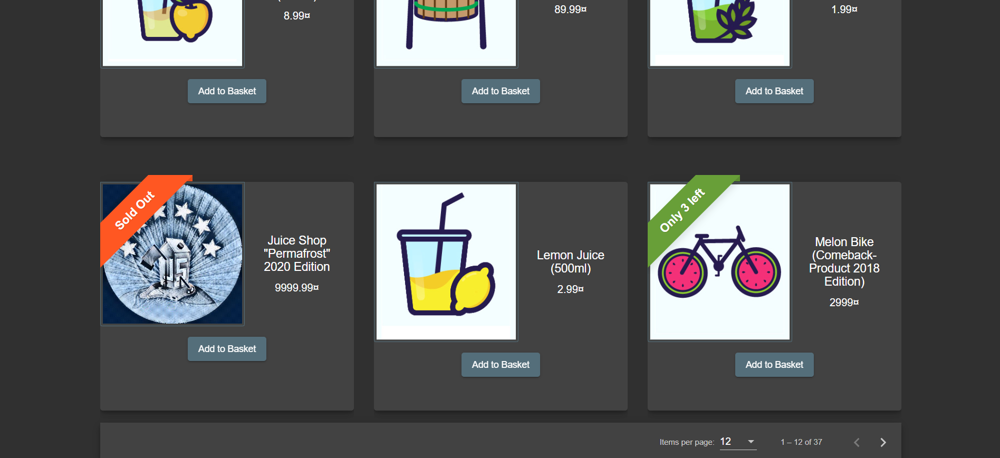 8.99¤
89.99¤
1.99¤
Add to Basket
Add to Basket
Add to Basket
Sold Out
Juice Shop
"Permafrost"
2020 Edition
9999.99¤
Add to Basket
Lemon Juice
(500ml)
2.99¤
Add to Basket
Only 3 left
Melon Bike
(Comeback-
Product 2018
Edition)
2999¤
Add to Basket
Items per page: 12
1 – 12 of 37